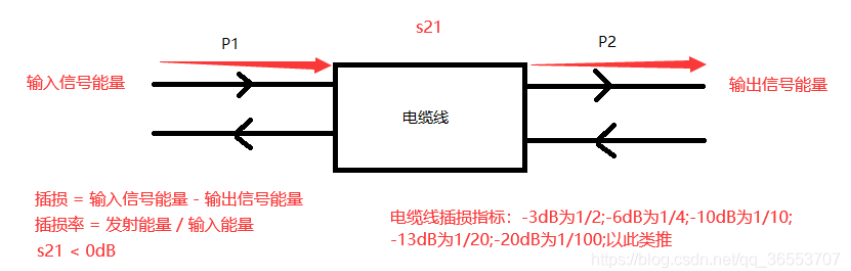 s21
P1
P2
输入信号能量
输出信号能量
电缆线
插损 = 输入信号能量 - 输出信号能量
插损率 = 发射能量 / 输入能量
s21 < 0dB
电缆线插损指标：-3dB为1/2;-6dB为1/4;-10dB为1/10;
-13dB为1/20;-20dB为1/100;以此类推
https://blog.csdn.net/qq_36553707